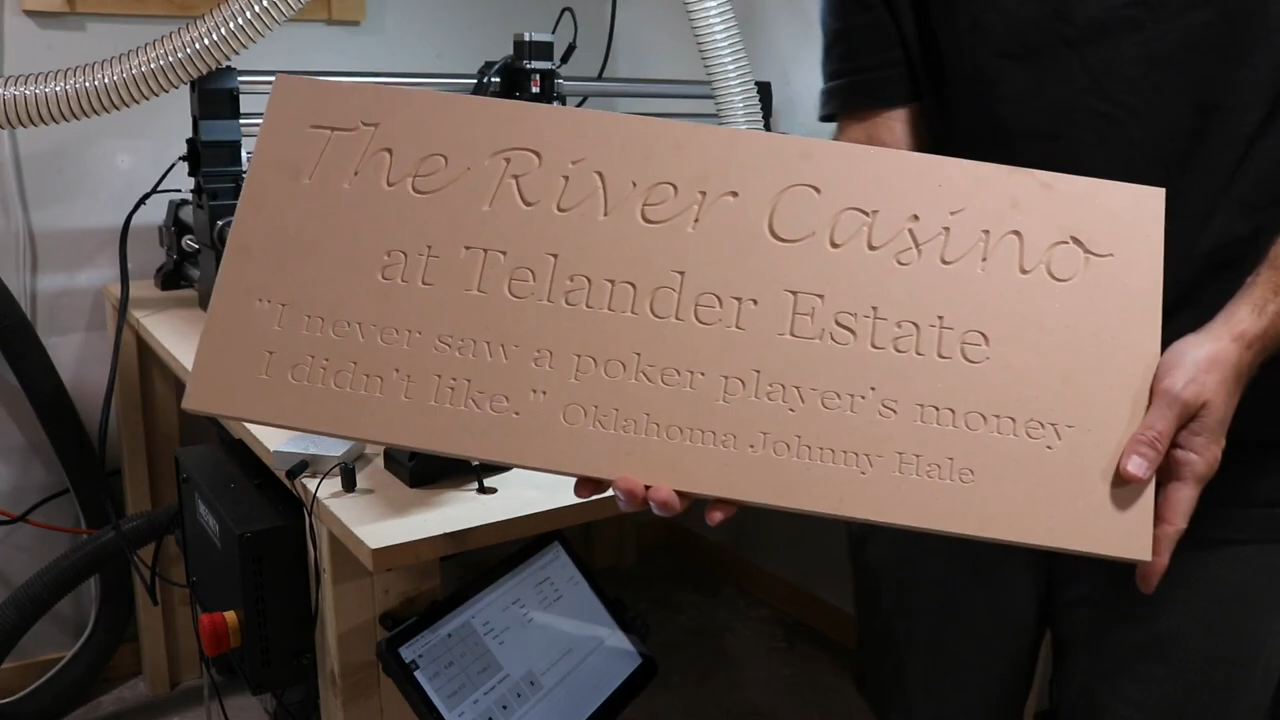 The River Casino
at Telander Estate
"I never saw a poker player's money
I didn't like." Oklahoma Johnny Hale